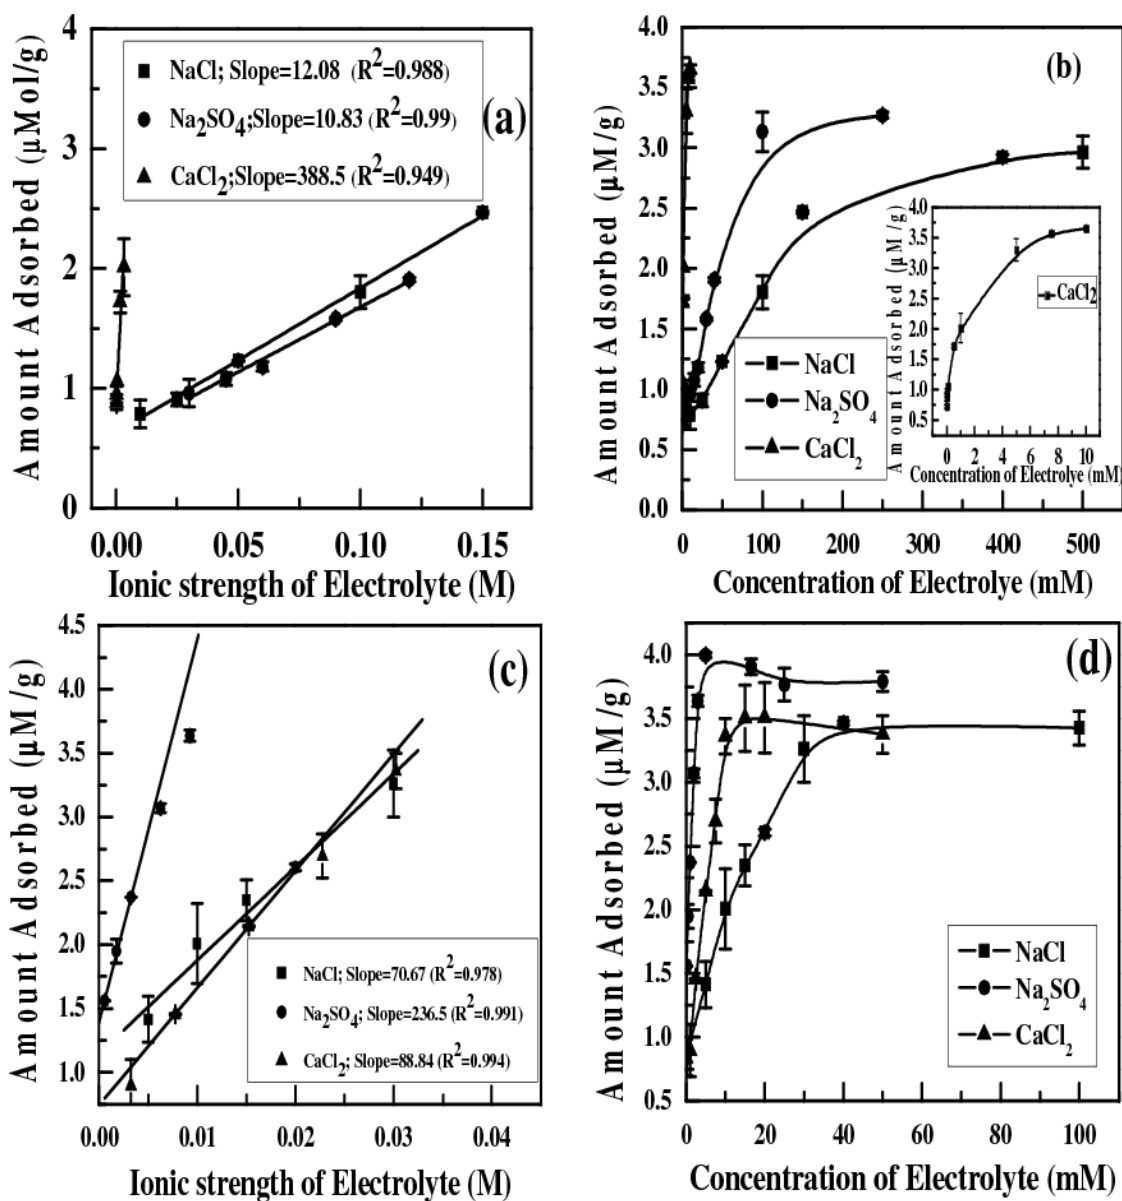 Amount Adsorbed (μMol/g)
4
3
2
1
0
NaCl; Slope=12.08 (R²=0.988)
Na₂SO₄;Slope=10.83 (R²=0.99)
CaCl₂;Slope=388.5 (R²=0.949)
(a)
0.00 0.05 0.10 0.15
Ionic strength of Electrolyte (M)
Amount Adsorbed (μM/g)
4.0
3.5
3.0
2.5
2.0
1.5
1.0
0.5
0.0
(b)
NaCl
Na₂SO₄
CaCl₂
Amount Adsorbed (μM/g)
4.0
3.5
3.0
2.5
2.0
1.5
1.0
0.5
CaCl₂
0 2 4 6 8 10
Concentration of Electrolye (mM)
0 100 200 300 400 500
Concentration of Electrolye (mM)
Amount Adsorbed (μM/g)
4.5
4.0
3.5
3.0
2.5
2.0
1.5
1.0
(c)
NaCl; Slope=70.67 (R²=0.978)
Na₂SO₄; Slope=236.5 (R²=0.991)
CaCl₂; Slope=88.84 (R²=0.994)
0.00 0.01 0.02 0.03 0.04
Ionic strength of Electrolyte (M)
Amount Adsorbed (μM/g)
4.0
3.5
3.0
2.5
2.0
1.5
1.0
0.5
(d)
NaCl
Na₂SO₄
CaCl₂
0 20 40 60 80 100
Concentration of Electrolyte (mM)